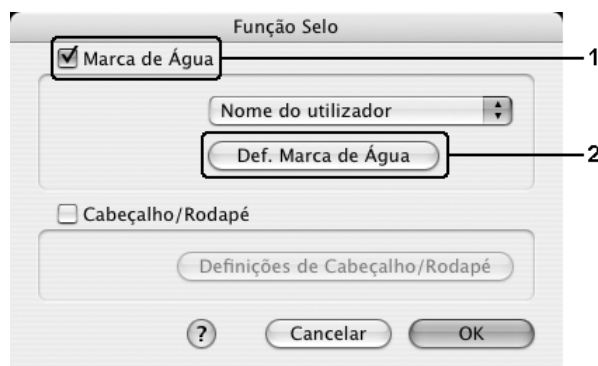 Função Selo
Marca de Água
1
Nome do utilizador
Def. Marca de Água
2
Cabeçalho/Rodapé
Definições de Cabeçalho/Rodapé
?
Cancelar
OK